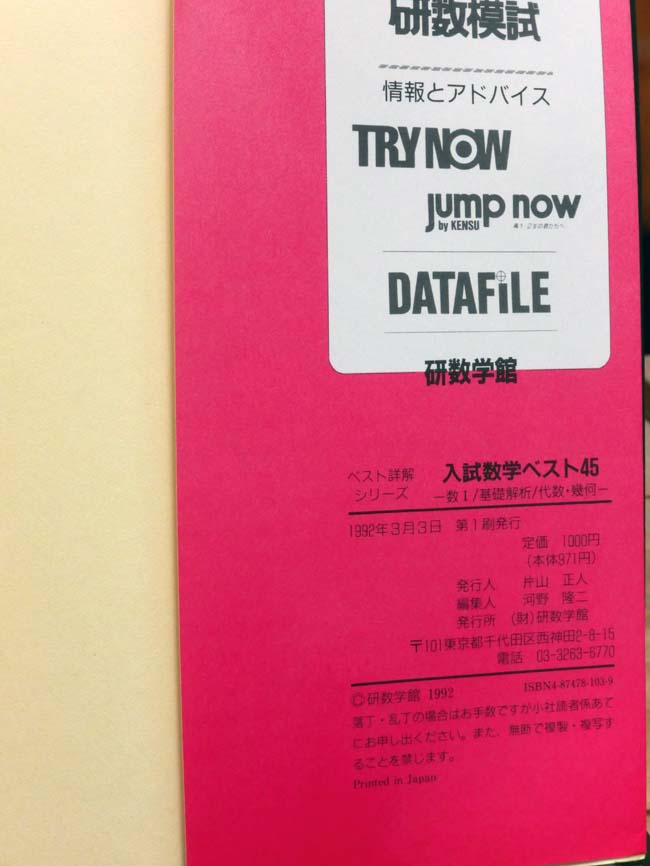 研数模試
情報とアドバイス
TRY NOW
jump now
by KENSU
DATAFiLE
研数学館
ベスト詳解
シリーズ
入試数学ベスト45
―数Ⅰ/基礎解析/代数・幾何―
1992年3月3日 第1刷発行
定価 1000円
(本体971円)
発行人 片山 正人
編集人 河野 隆二
発行所 (財)研数学館
〒101東京都千代田区西神田2-8-15
電話 03-3263-6770
©研数学館 1992 ISBN4-87478-103-9
落丁・乱丁の場合はお手数ですが小社読者係あて
にお申し出ください。また、無断で複製・複写す
ることを禁じます。
Printed in Japan